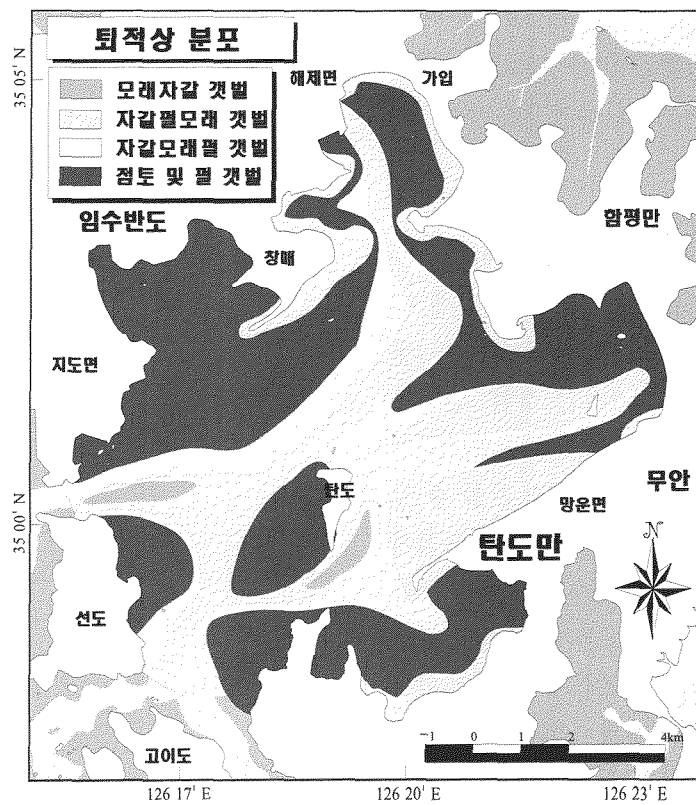 퇴적상 분포
모래자갈 갯벌
자갈펄모래 갯벌
자갈모래펄 갯벌
점토 및 펄 갯벌
35 05' N
해제면
가입
임수반도
함평만
창매
지도면
탄도
무안
망운면
35 00' N
탄도만
N
선도
고이도
1 0 1 2 4km
126 17' E
126 20' E
126 23' E